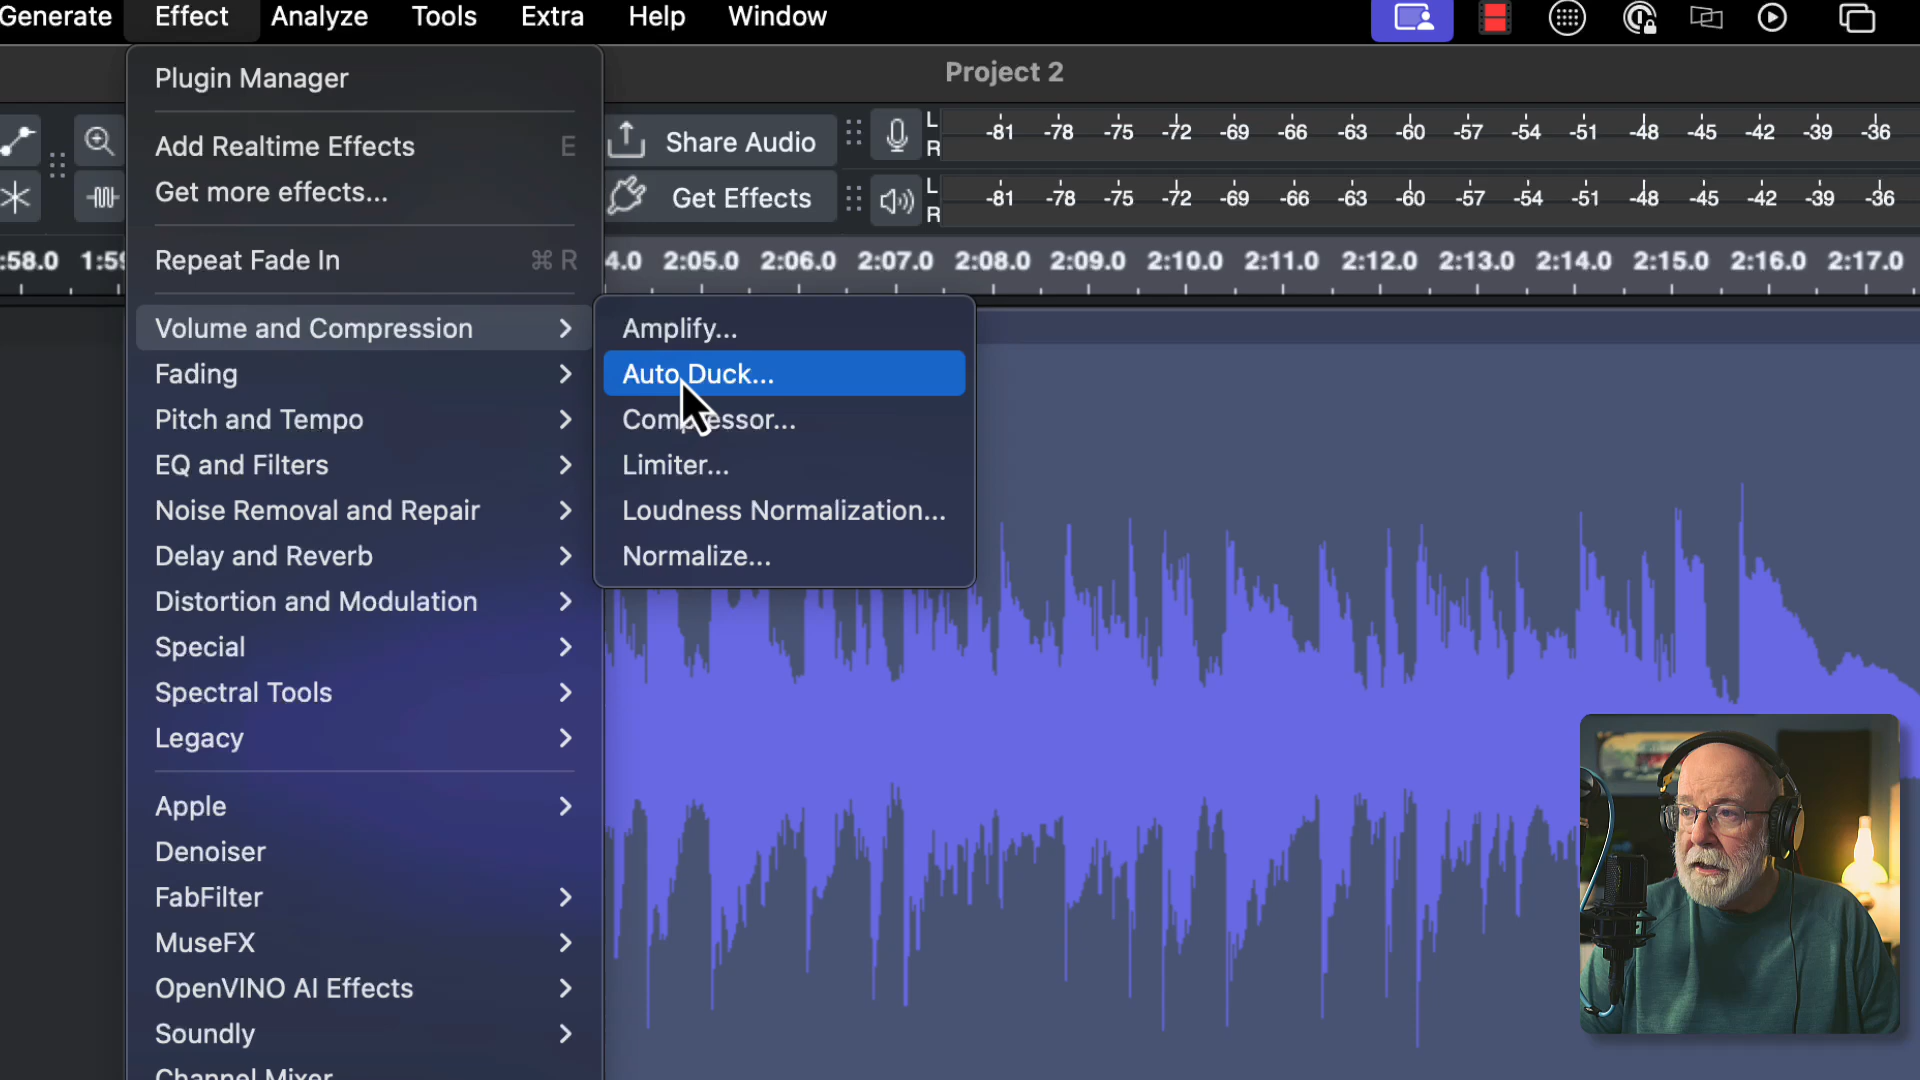 Generate Effect Analyze Tools Extra Help Window
Project 2
Plugin Manager
Add Realtime Effects E
Get more effects...
Repeat Fade In ⌘ R
Volume and Compression
Fading
Pitch and Tempo
EQ and Filters
Noise Removal and Repair
Delay and Reverb
Distortion and Modulation
Special
Spectral Tools
Legacy
Apple
Denoiser
FabFilter
MuseFX
OpenVINO AI Effects
Soundly
Channel Mixer
Share Audio
Get Effects
L
R
-81 -78 -75 -72 -69 -66 -63 -60 -57 -54 -51 -48 -45 -42 -39 -36
L
R
-81 -78 -75 -72 -69 -66 -63 -60 -57 -54 -51 -48 -45 -42 -39 -36
:58.0 1:59 4.0 2:05.0 2:06.0 2:07.0 2:08.0 2:09.0 2:10.0 2:11.0 2:12.0 2:13.0 2:14.0 2:15.0 2:16.0 2:17.0
Amplify...
Auto Duck...
Compressor...
Limiter...
Loudness Normalization...
Normalize...